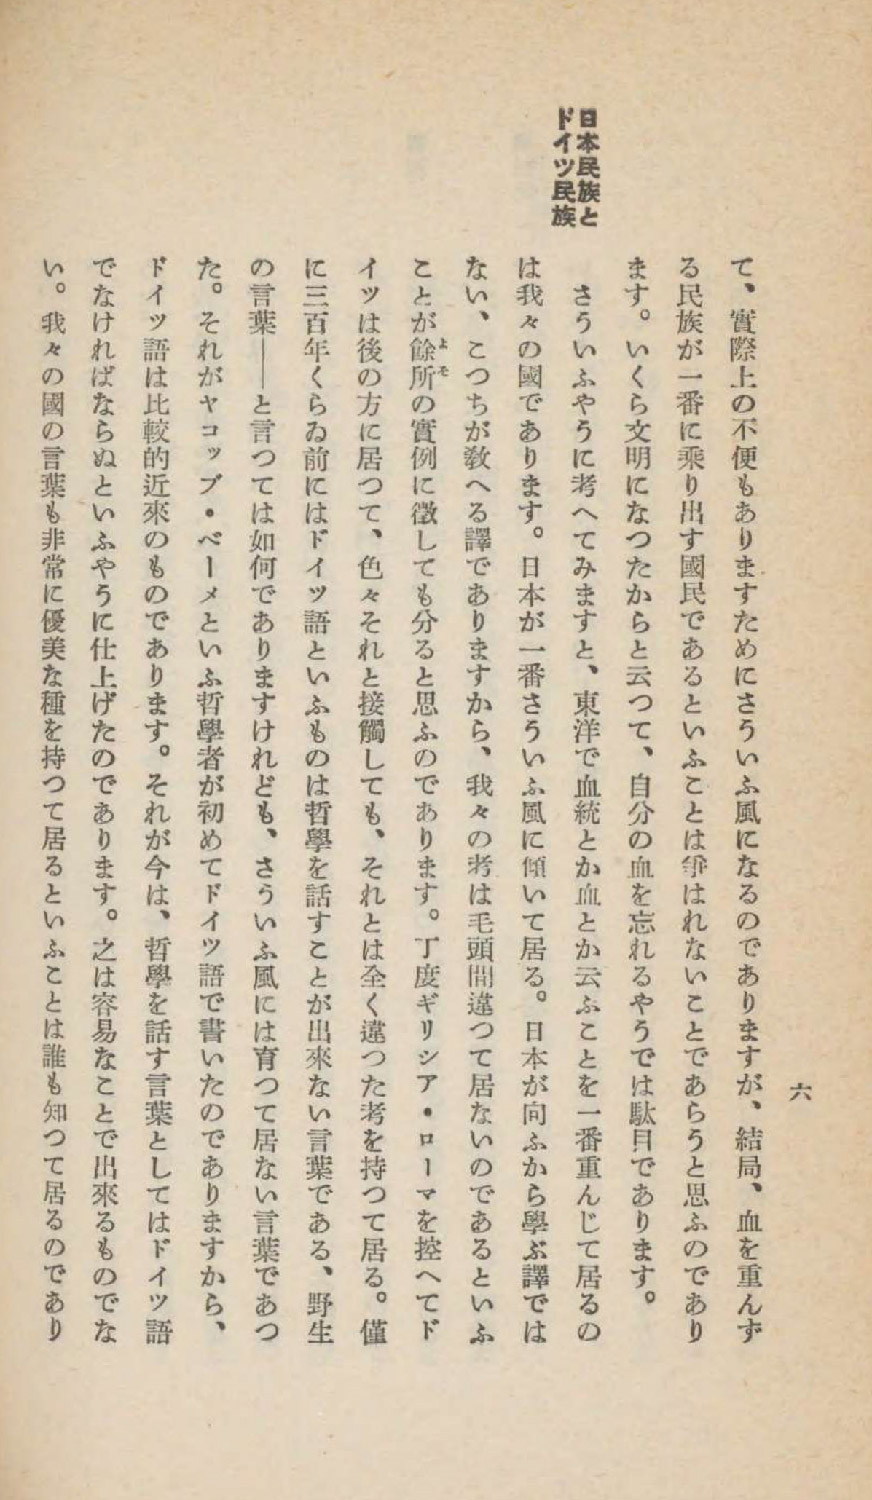 日本民族と
ドイツ民族
て、實際上の不便もありますためにさういふ風になるのでありますが、結局、血を重んず
る民族が一番に乘り出す國民であるといふことは爭はれないことであらうと思ふのであり
ます。いくら文明になつたからと云つて、自分の血を忘れるやうでは駄目であります。
さういふやうに考へてみますと、東洋で血統とか血とか云ふことを一番重んじて居るの
は我々の國であります。日本が一番さういふ風に傾いて居る。日本が向ふから學ぶ譯では
ない、こつちが敎へる譯でありますから、我々の考は毛頭間違つて居ないのであるといふ
ことが餘所の實例に徵しても分ると思ふのであります。丁度ギリシア・ローマを控へてド
イツは後の方に居つて、色々それと接觸しても、それとは全く違つた考を持つて居る。僅
に三百年くらゐ前にはドイツ語といふものは哲學を話すことが出來ない言葉である、野生
の言葉――と言つては如何でありますけれども、さういふ風には育つて居ない言葉であつ
た。それがヤコップ・ベーメといふ哲學者が初めてドイツ語で書いたのでありますから、
ドイツ語は比較的近來のものであります。それが今は、哲學を話す言葉としてはドイツ語
でなければならぬといふやうに仕上げたのであります。之は容易なことで出來るものでな
い。我々の國の言葉も非常に優美な種を持つて居るといふことは誰も知つて居るのであり
六